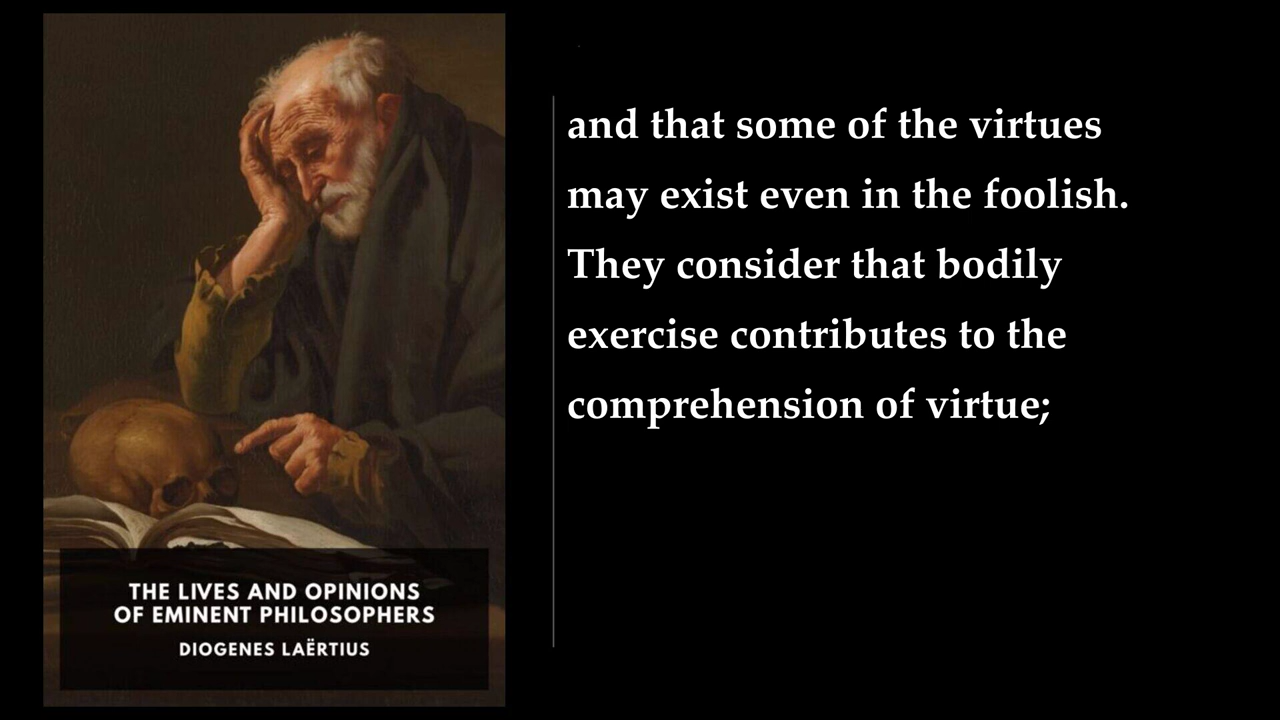 and that some of the virtues
may exist even in the foolish.
They consider that bodily
exercise contributes to the
comprehension of virtue;
THE LIVES AND OPINIONS
OF EMINENT PHILOSOPHERS
DIOGENES LAËRTIUS